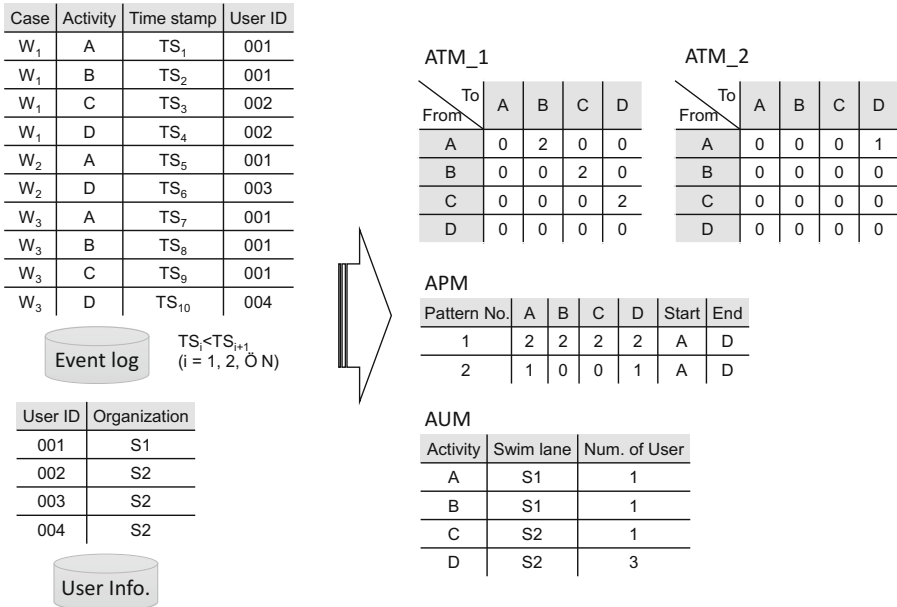 Case Activity Time stamp User ID
W1 A TS1 001
W1 B TS2 001
W1 C TS3 002
W1 D TS4 002
W2 A TS5 001
W2 D TS6 003
W3 A TS7 001
W3 B TS8 001
W3 C TS9 001
W3 D TS10 004
Event log
TSi<TSi+1
(i = 1, 2, Ö N)
User ID Organization
001 S1
002 S2
003 S2
004 S2
User Info.
ATM_1
To
From A B C D
A 0 2 0 0
B 0 0 2 0
C 0 0 0 2
D 0 0 0 0
ATM_2
To
From A B C D
A 0 0 0 1
B 0 0 0 0
C 0 0 0 0
D 0 0 0 0
APM
Pattern No. A B C D Start End
1 2 2 2 2 A D
2 1 0 0 1 A D
AUM
Activity Swim lane Num. of User
A S1 1
B S1 1
C S2 1
D S2 3